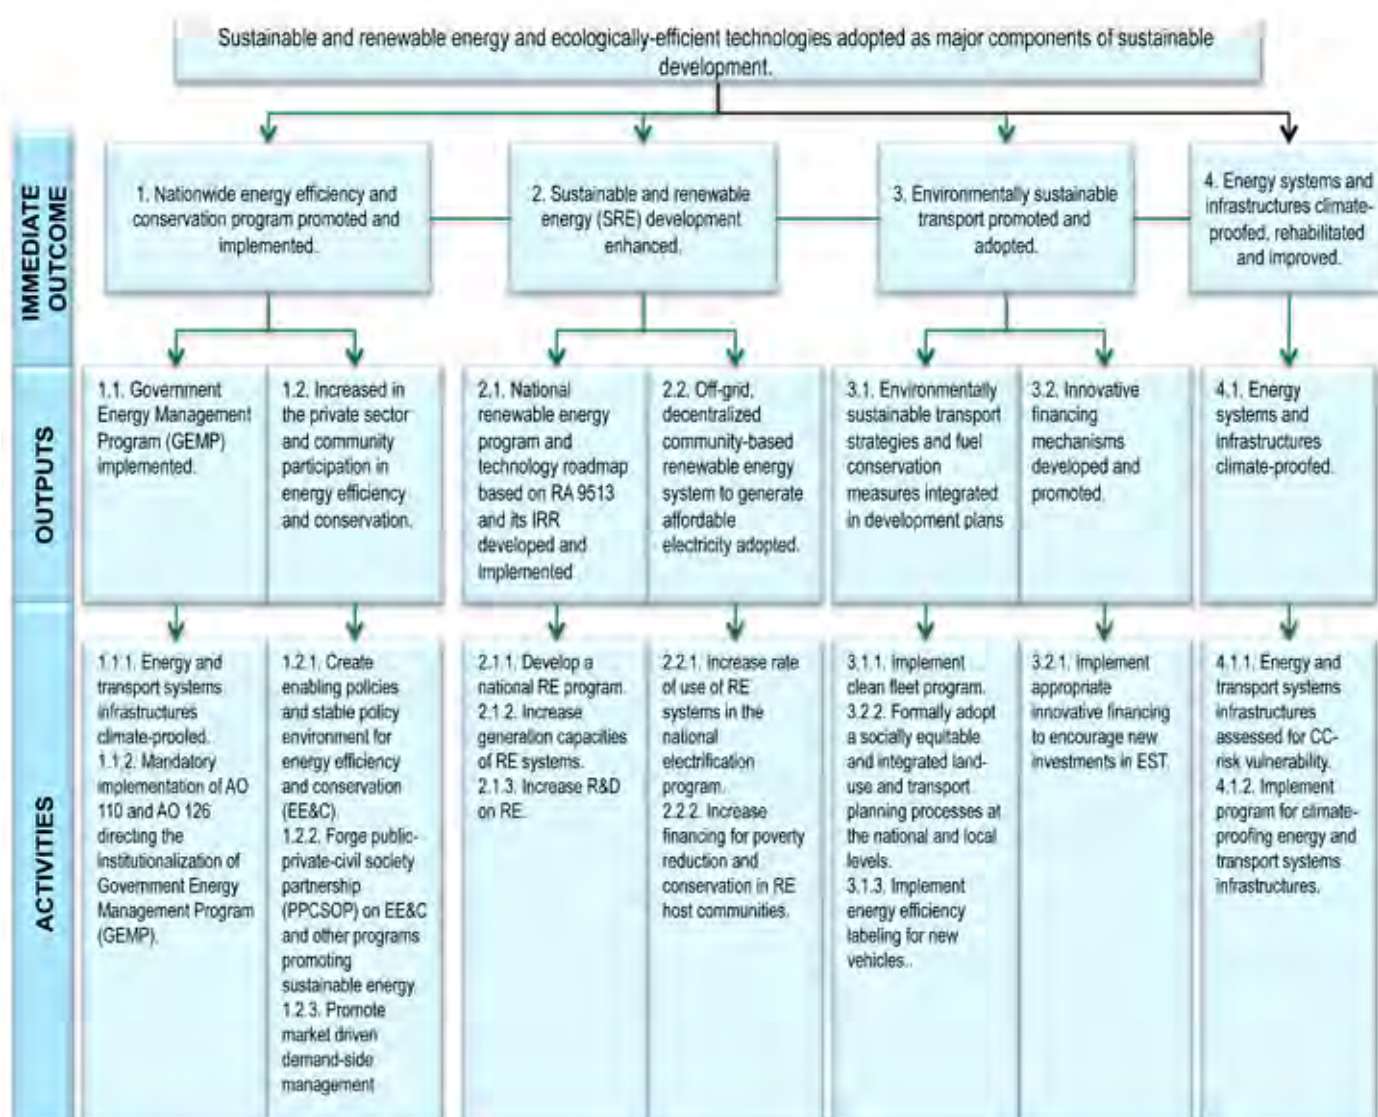 Sustainable and renewable energy and ecologically-efficient technologies adopted as major components of sustainable
development.
IMMEDIATE
OUTCOME
1. Nationwide energy efficiency and
conservation program promoted and
implemented.
2. Sustainable and renewable
energy (SRE) development
enhanced.
3. Environmentally sustainable
transport promoted and
adopted.
4. Energy systems and
infrastructures climate-
proofed, rehabilitated
and improved.
OUTPUTS
1.1. Government
Energy Management
Program (GEMP)
implemented.
1.2. Increased in
the private sector
and community
participation in
energy efficiency
and conservation.
2.1. National
renewable energy
program and
technology roadmap
based on RA 9513
and its IRR
developed and
implemented
2.2. Off-grid,
decentralized
community-based
renewable energy
system to generate
affordable
electricity adopted.
3.1. Environmentally
sustainable transport
strategies and fuel
conservation
measures integrated
in development plans
3.2. Innovative
financing
mechanisms
developed and
promoted.
4.1. Energy
systems and
infrastructures
climate-proofed.
ACTIVITIES
1.1.1. Energy and
transport systems
infrastructures
climate-proofed.
1.1.2. Mandatory
implementation of AO
110 and AO 126
directing the
institutionalization of
Government Energy
Management Program
(GEMP).
1.2.1. Create
enabling policies
and stable policy
environment for
energy efficiency
and conservation
(EE&C).
1.2.2. Forge public-
private-civil society
partnership
(PPCSOP) on EE&C
and other programs
promoting
sustainable energy.
1.2.3. Promote
market driven
demand-side
management
2.1.1. Develop a
national RE program.
2.1.2. Increase
generation capacities
of RE systems.
2.1.3. Increase R&D
on RE.
2.2.1. Increase rate
of use of RE
systems in the
national
electrification
program.
2.2.2. Increase
financing for poverty
reduction and
conservation in RE
host communities.
3.1.1. Implement
clean fleet program.
3.2.2. Formally adopt
a socially equitable
and integrated land-
use and transport
planning processes at
the national and local
levels.
3.1.3. Implement
energy efficiency
labeling for new
vehicles..
3.2.1. Implement
appropriate
innovative financing
to encourage new
investments in EST.
4.1.1. Energy and
transport systems
infrastructures
assessed for CC-
risk vulnerability.
4.1.2. Implement
program for climate-
proofing energy and
transport systems
infrastructures.